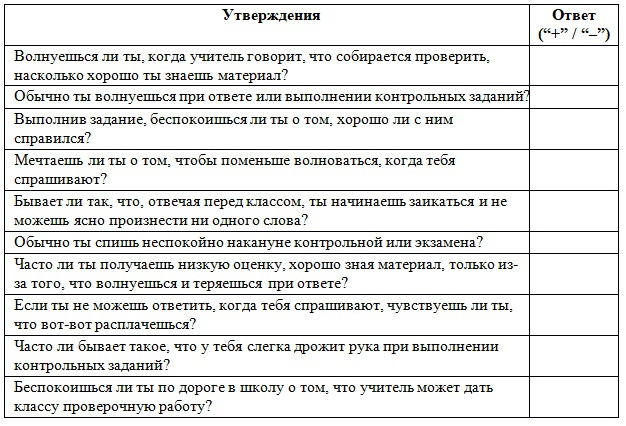 Утверждения
Ответ
(“+” / “–”)
Волнуешься ли ты, когда учитель говорит, что собирается проверить,
насколько хорошо ты знаешь материал?
Обычно ты волнуешься при ответе или выполнении контрольных заданий?
Выполнив задание, беспокоишься ли ты о том, хорошо ли с ним
справился?
Мечтаешь ли ты о том, чтобы поменьше волноваться, когда тебя
спрашивают?
Бывает ли так, что, отвечая перед классом, ты начинаешь заикаться и не
можешь ясно произнести ни одного слова?
Обычно ты спишь неспокойно накануне контрольной или экзамена?
Часто ли ты получаешь низкую оценку, хорошо зная материал, только из-
за того, что волнуешься и теряешься при ответе?
Если ты не можешь ответить, когда тебя спрашивают, чувствуешь ли ты,
что вот-вот расплачешься?
Часто ли бывает такое, что у тебя слегка дрожит рука при выполнении
контрольных заданий?
Беспокоишься ли ты по дороге в школу о том, что учитель может дать
классу проверочную работу?